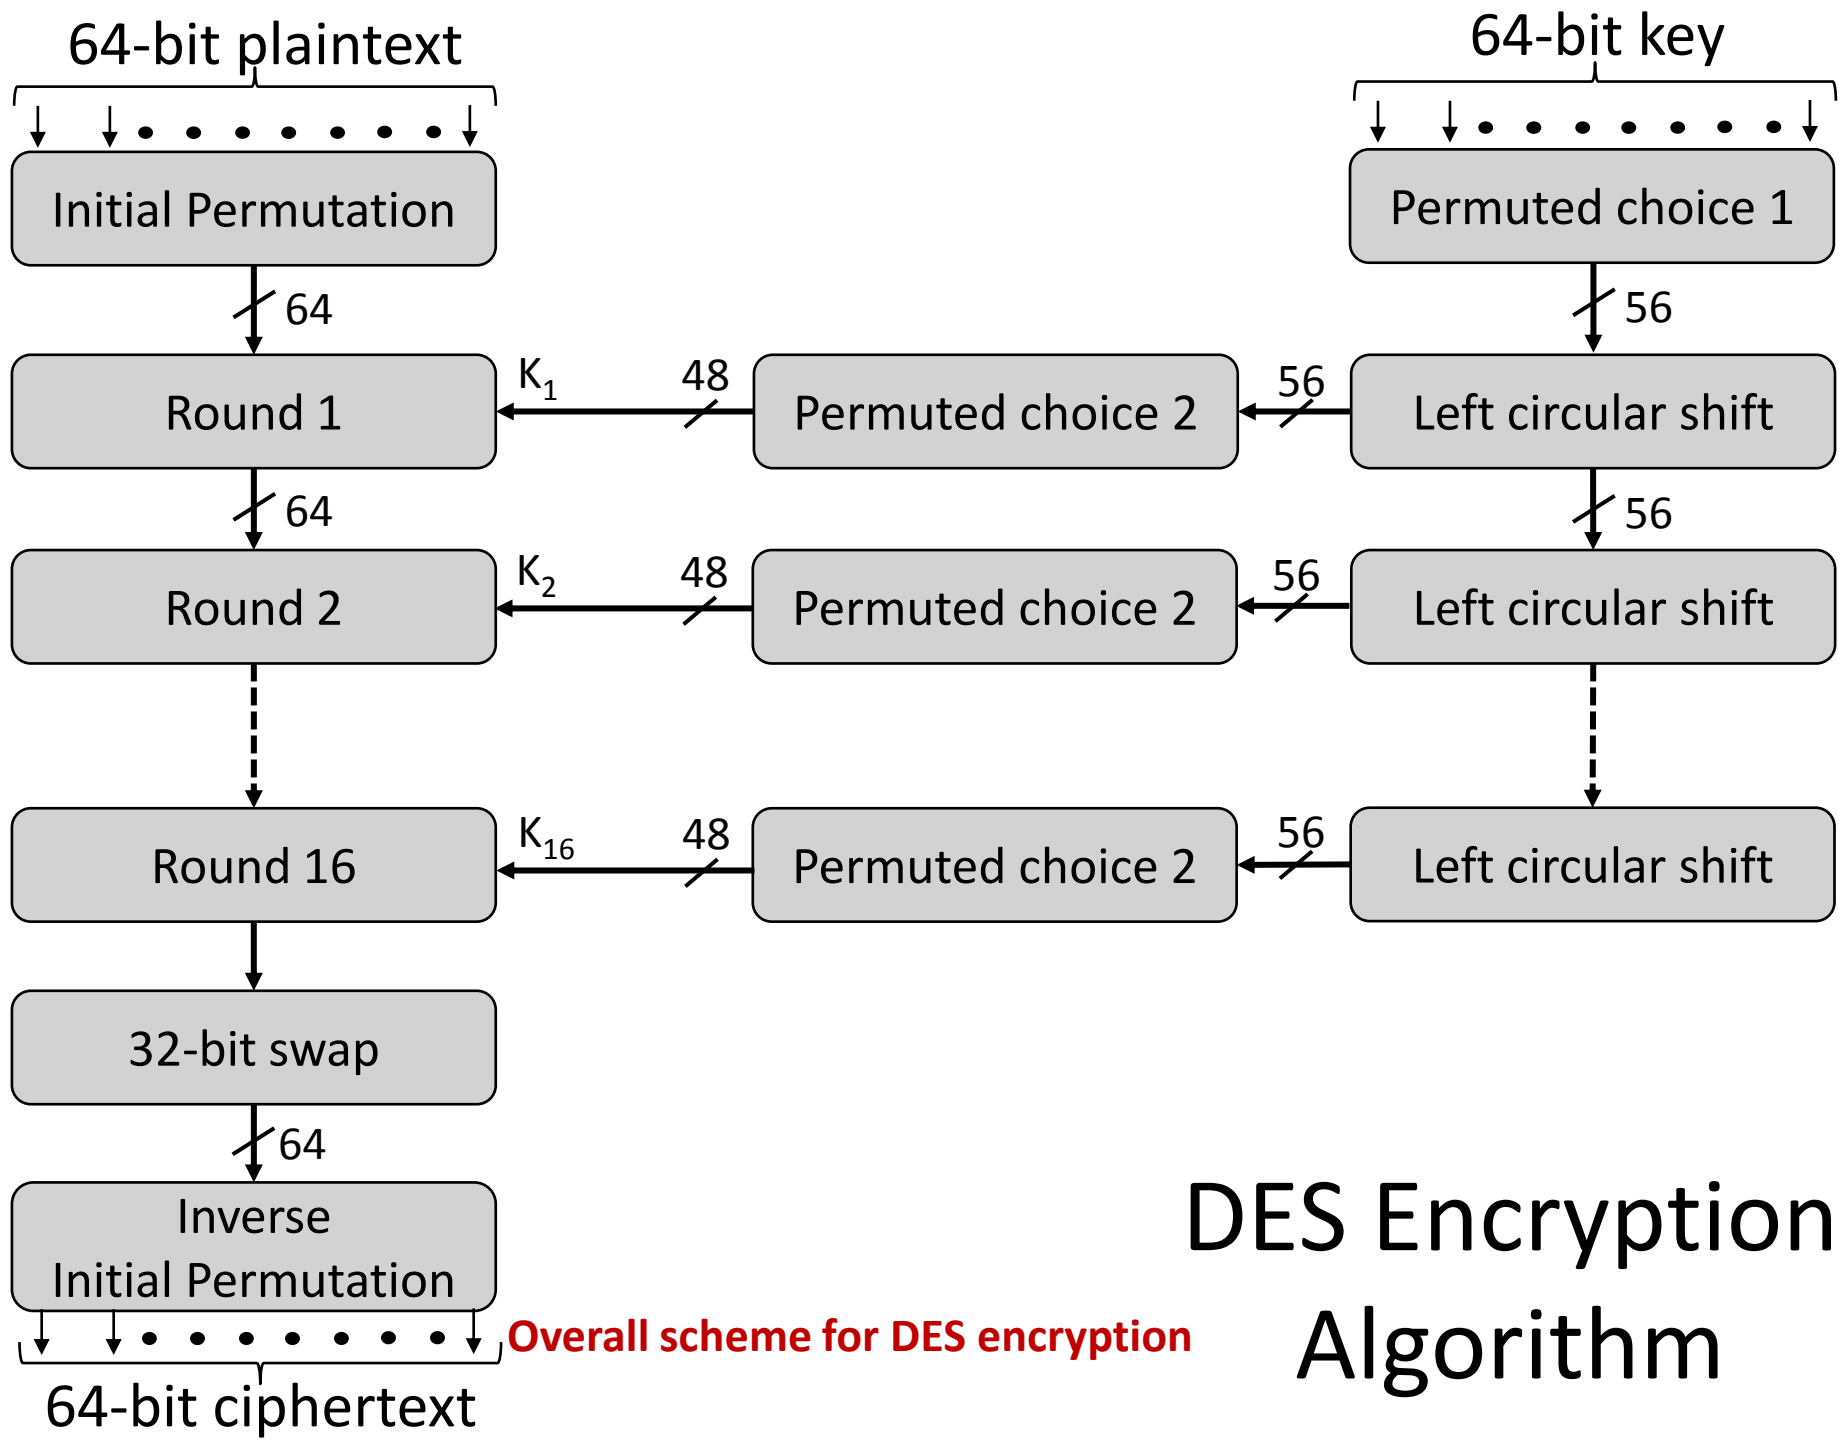 64-bit plaintext
64-bit key
Initial Permutation
Permuted choice 1
64
56
Round 1
K1
48
Permuted choice 2
56
Left circular shift
64
56
Round 2
K2
48
Permuted choice 2
56
Left circular shift
Round 16
K16
48
Permuted choice 2
56
Left circular shift
32-bit swap
64
Inverse
Initial Permutation
64-bit ciphertext
Overall scheme for DES encryption
DES Encryption
Algorithm